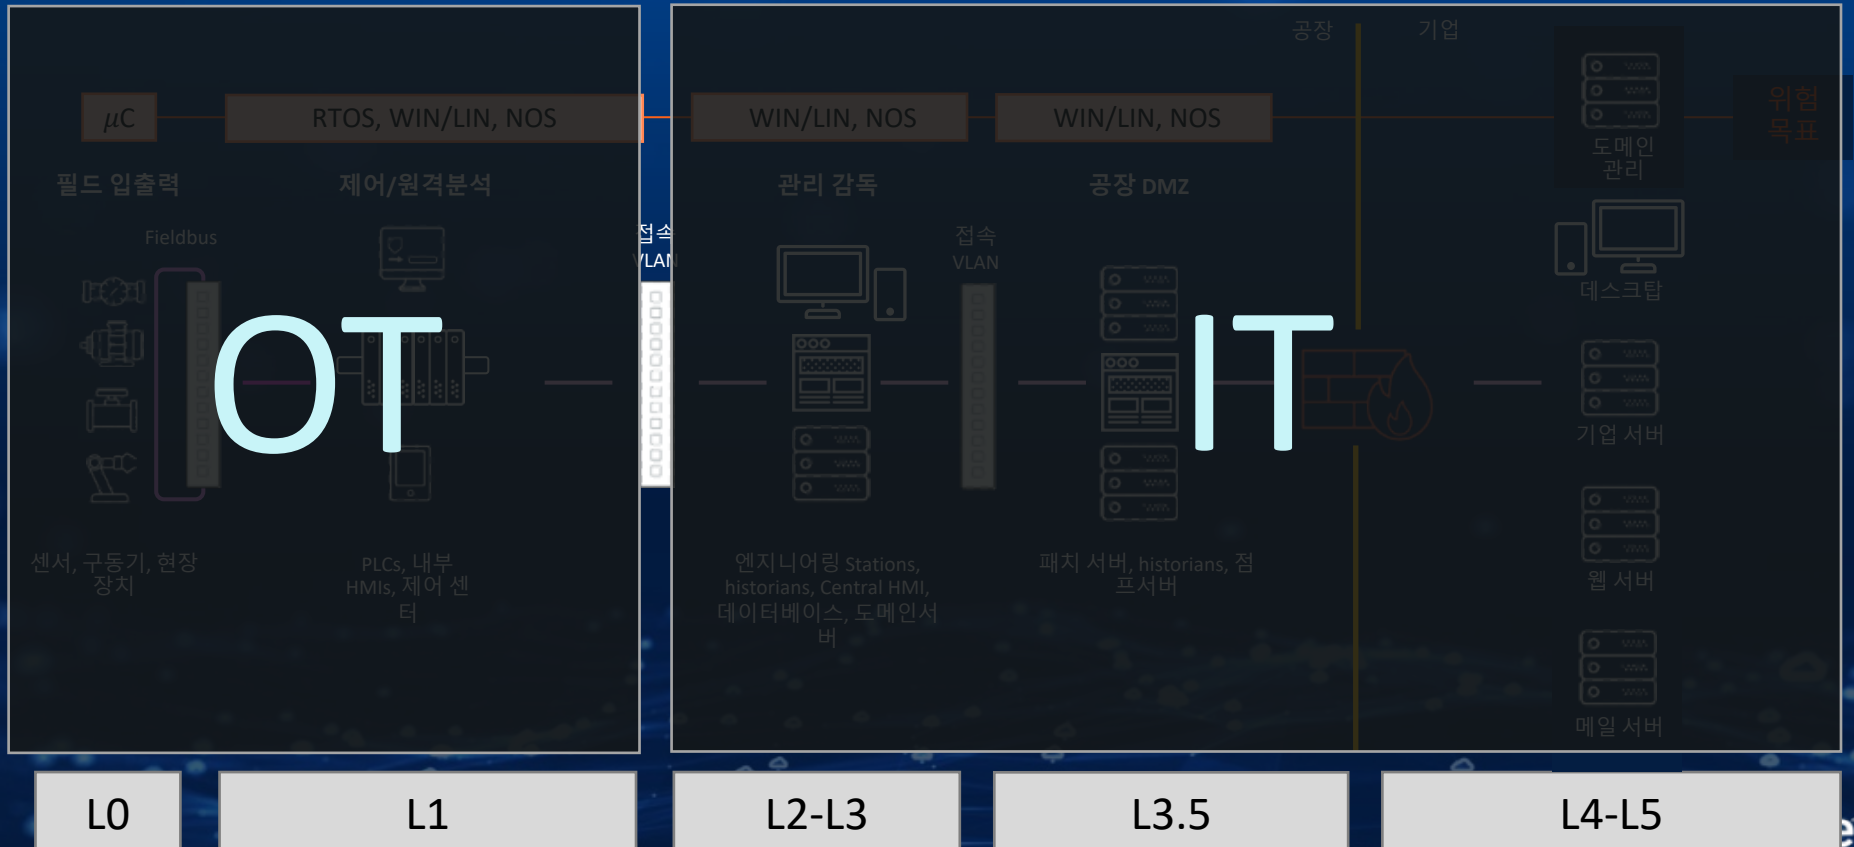 공장
기업
μC
RTOS, WIN/LIN, NOS
WIN/LIN, NOS
WIN/LIN, NOS
위험
목표
도메인
관리
필드 입출력
제어/원격분석
관리 감독
공장 DMZ
Fieldbus
접속
VLAN
접속
VLAN
데스크탑
OT
IT
기업 서버
센서, 구동기, 현장
장치
PLCs, 내부
HMIs, 제어 센
터
엔지니어링 Stations,
historians, Central HMI,
데이터베이스, 도메인서
버
패치 서버, historians, 점
프서버
웹 서버
메일 서버
L0
L1
L2-L3
L3.5
L4-L5